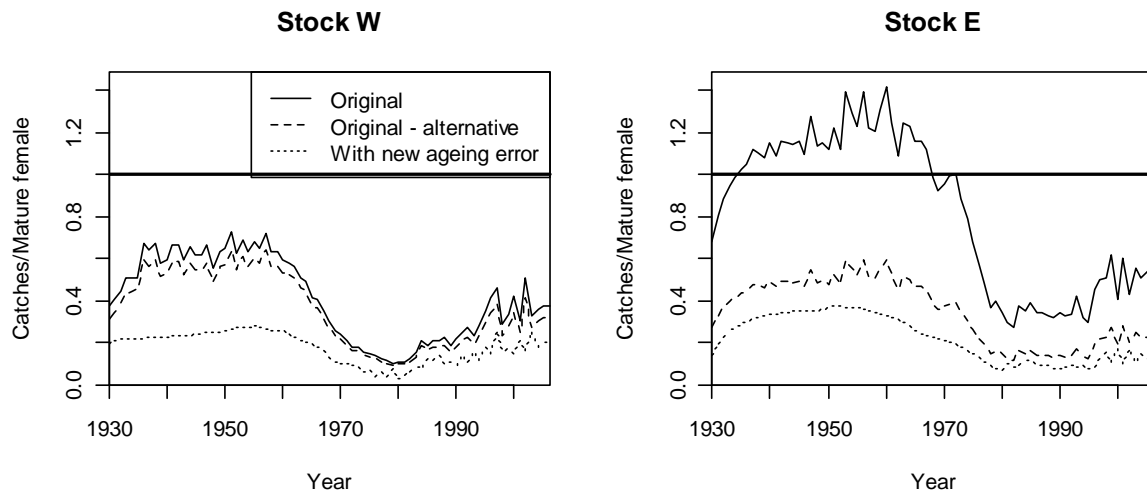 Stock W
Original
Original - alternative
With new ageing error
Catches/Mature female
0.0 0.4 0.8 1.2
1930 1950 1970 1990
Year
Stock E
Catches/Mature female
0.0 0.4 0.8 1.2
1930 1950 1970 1990
Year